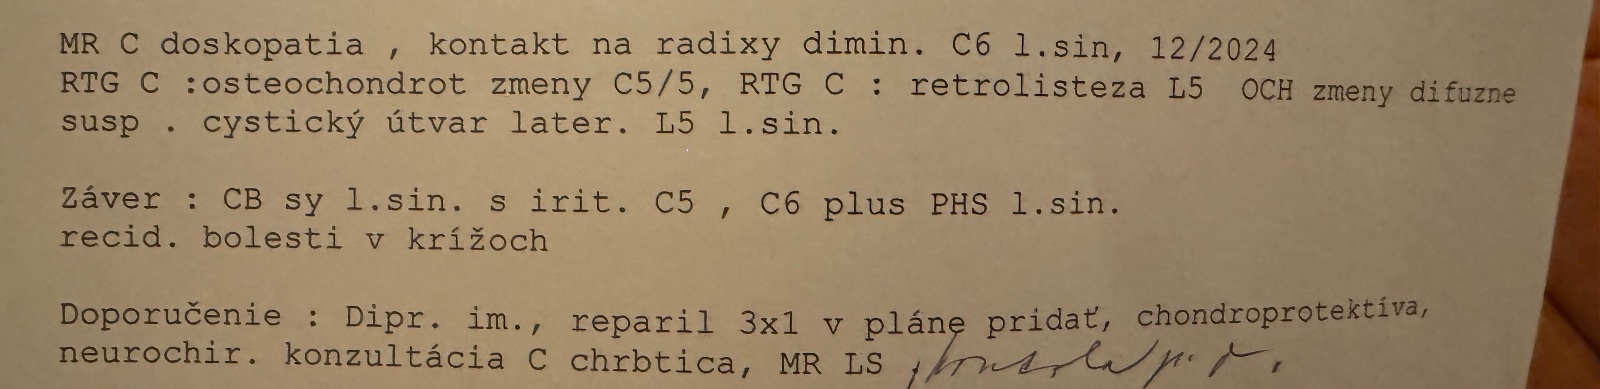 MR C doskopatia , kontakt na radixy dimin. C6 l.sin, 12/2024
RTG C :osteochondrot zmeny C5/5, RTG C : retrolisteza L5 OCH zmeny difuzne
susp . cystický útvar later. L5 l.sin.
Záver : CB sy l.sin. s irit. C5 , C6 plus PHS l.sin.
recid. bolesti v krížoch
Doporučenie : Dipr. im., reparil 3x1 v pláne pridať, chondroprotektíva,
neurochir. konzultácia C chrbtica, MR LS